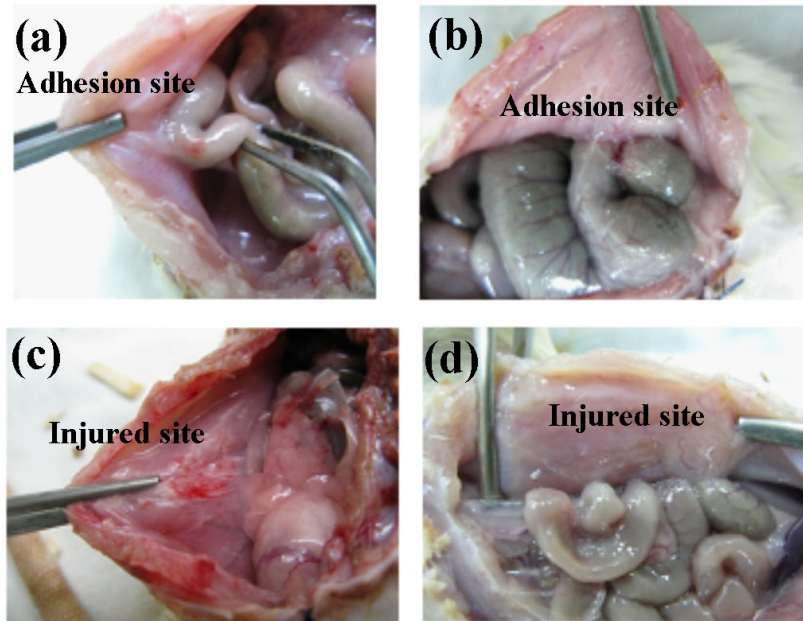 (a)
Adhesion site
(b)
Adhesion site
(c)
Injured site
(d)
Injured site